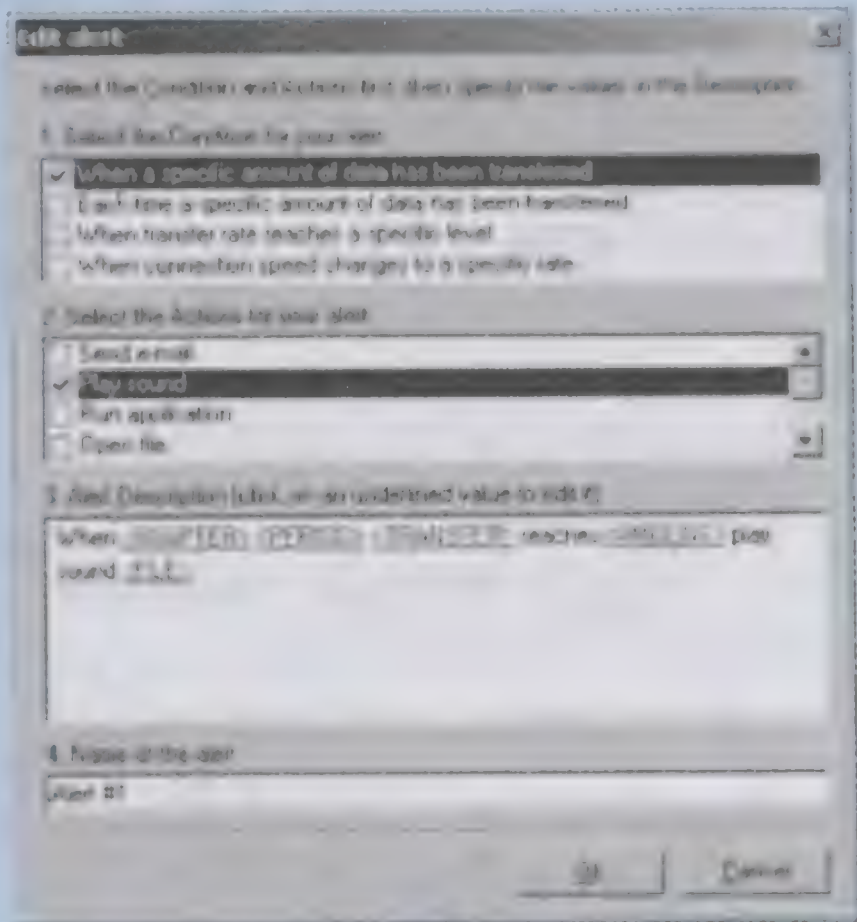 Edit alert
Select the Condition and Actions first, then specify the values in the Description
1. Select the Condition for your alert
When a specific amount of data has been transferred
Each time a specific amount of data has been transferred
When transfer rate reaches a specific level
When connection speed changes to a specific rate
2. Select the Actions for your alert
Send e-mail
Play sound
Run application
Open file
3. Alert Description (click on an underlined value to edit it)
When <ADAPTER> <PERIOD> <TRANSFER> reaches play
sound <FILE>
4. Name of the alert
Alert #1
Cancel